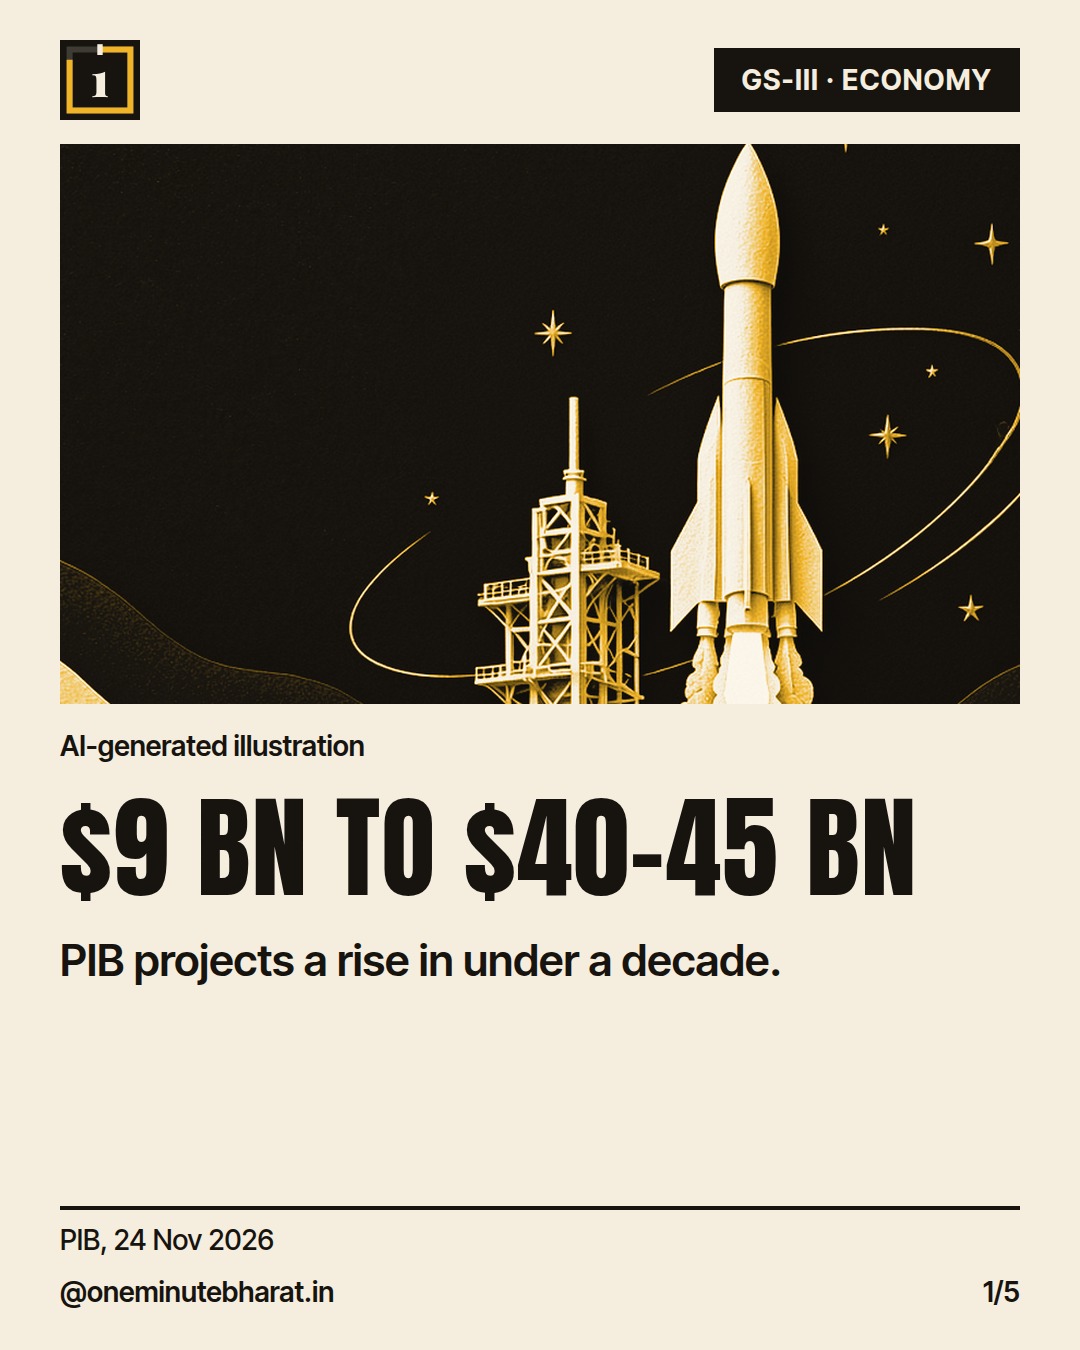 1
GS-III · ECONOMY
AI-generated illustration
$9 BN TO $40-45 BN
PIB projects a rise in under a decade.
PIB, 24 Nov 2026
@oneminutebharat.in
1/5